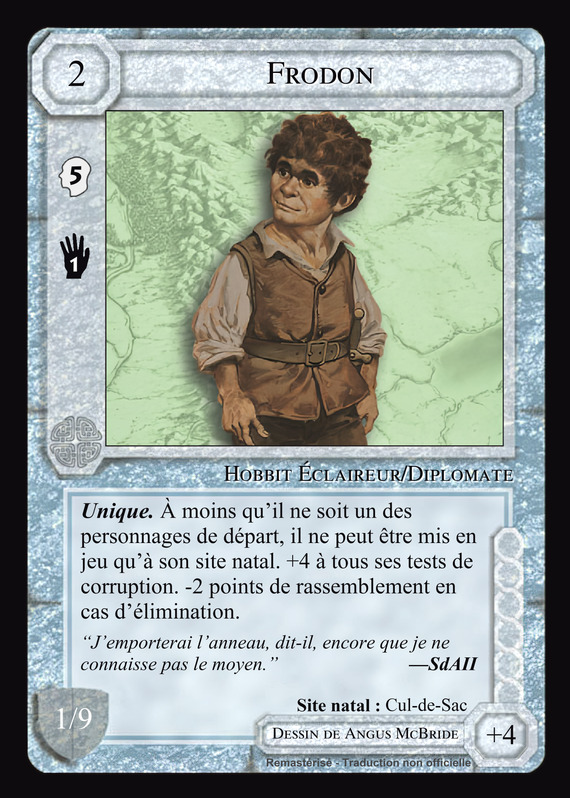 2
Frodon
5
1
Hobbit Éclaireur/Diplomate
Unique. À moins qu’il ne soit un des
personnages de départ, il ne peut être mis en
jeu qu’à son site natal. +4 à tous ses tests de
corruption. -2 points de rassemblement en
cas d’élimination.
“J’emporterai l’anneau, dit-il, encore que je ne
connaisse pas le moyen.” —SdAII
Site natal : Cul-de-Sac
1/9
Dessin de Angus McBride
+4
Remastérisé - Traduction non officielle